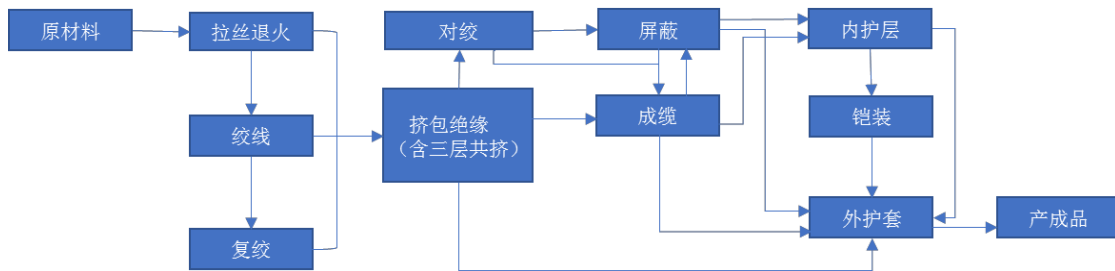 原材料
拉丝退火
绞线
复绞
对绞
挤包绝缘
（含三层共挤）
屏蔽
成缆
内护层
铠装
外护套
产成品